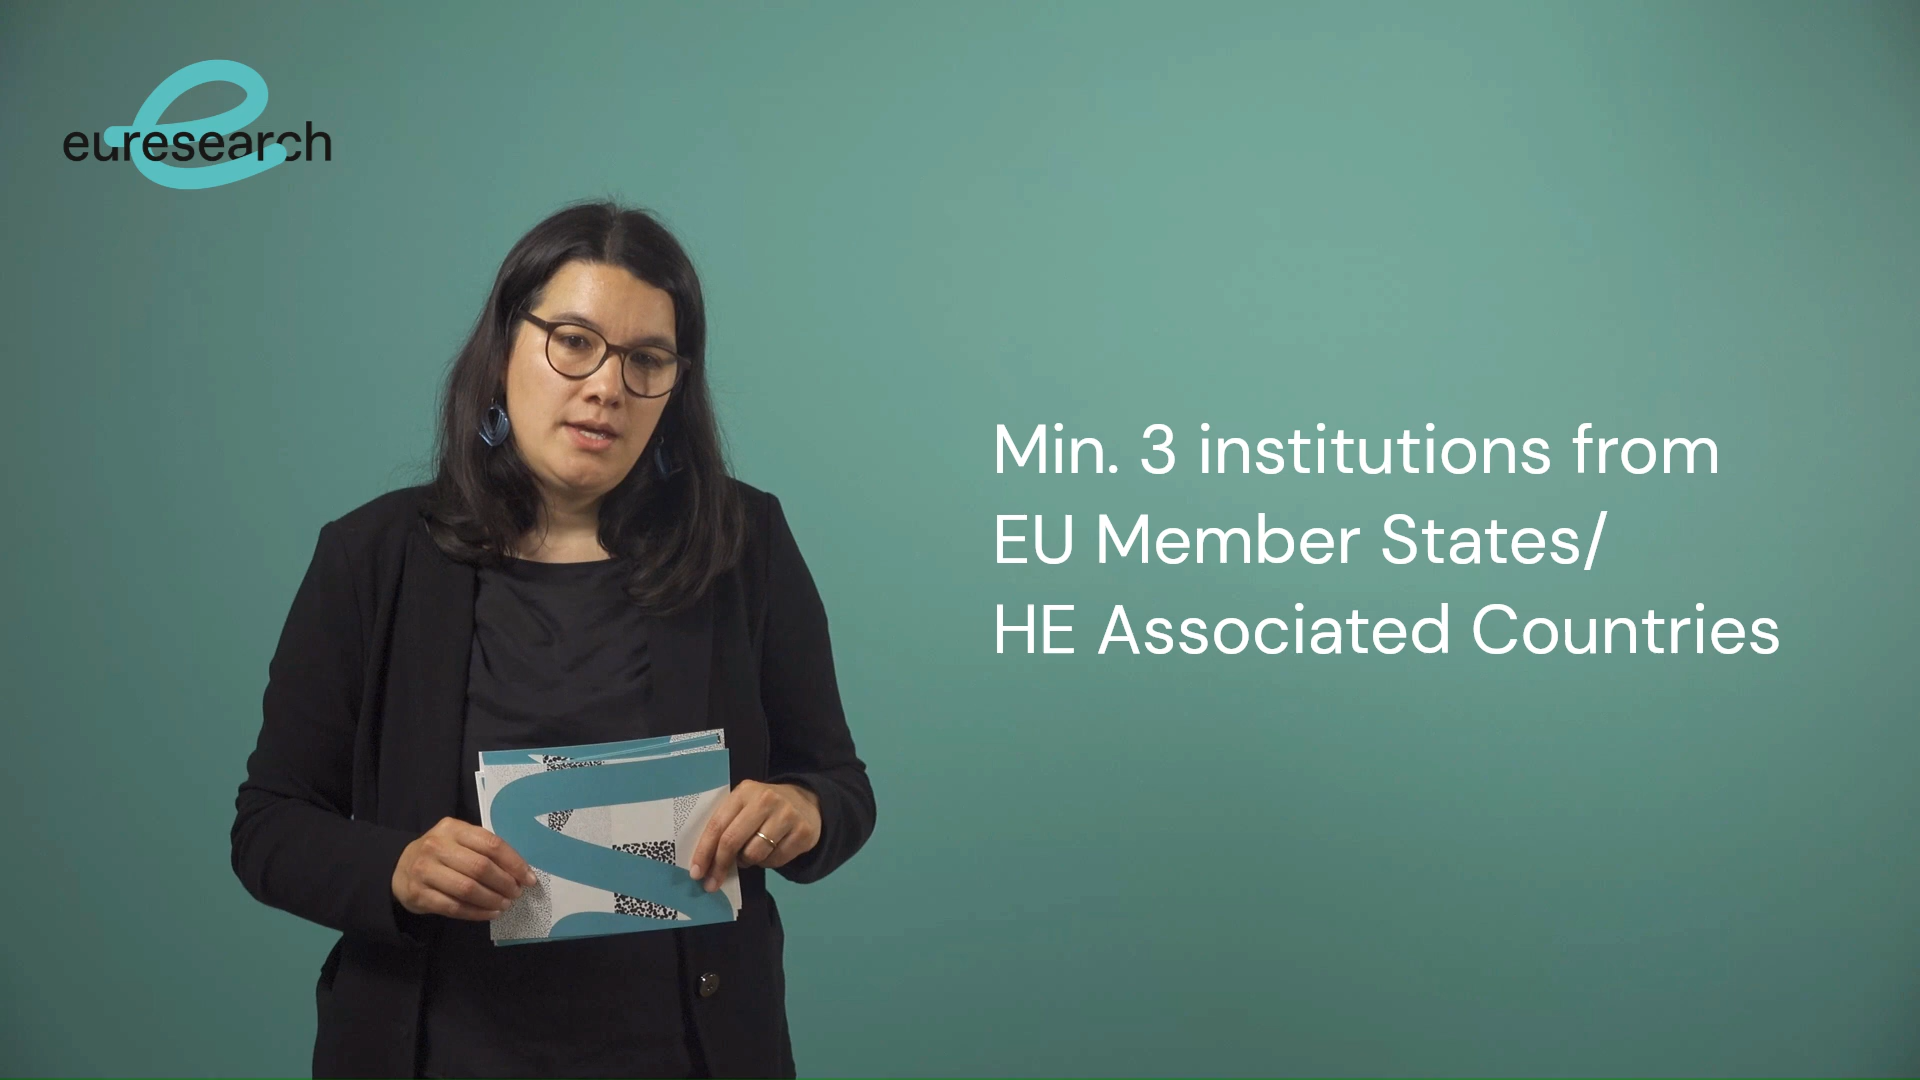 euresearch
Min. 3 institutions from
EU Member States/
HE Associated Countries